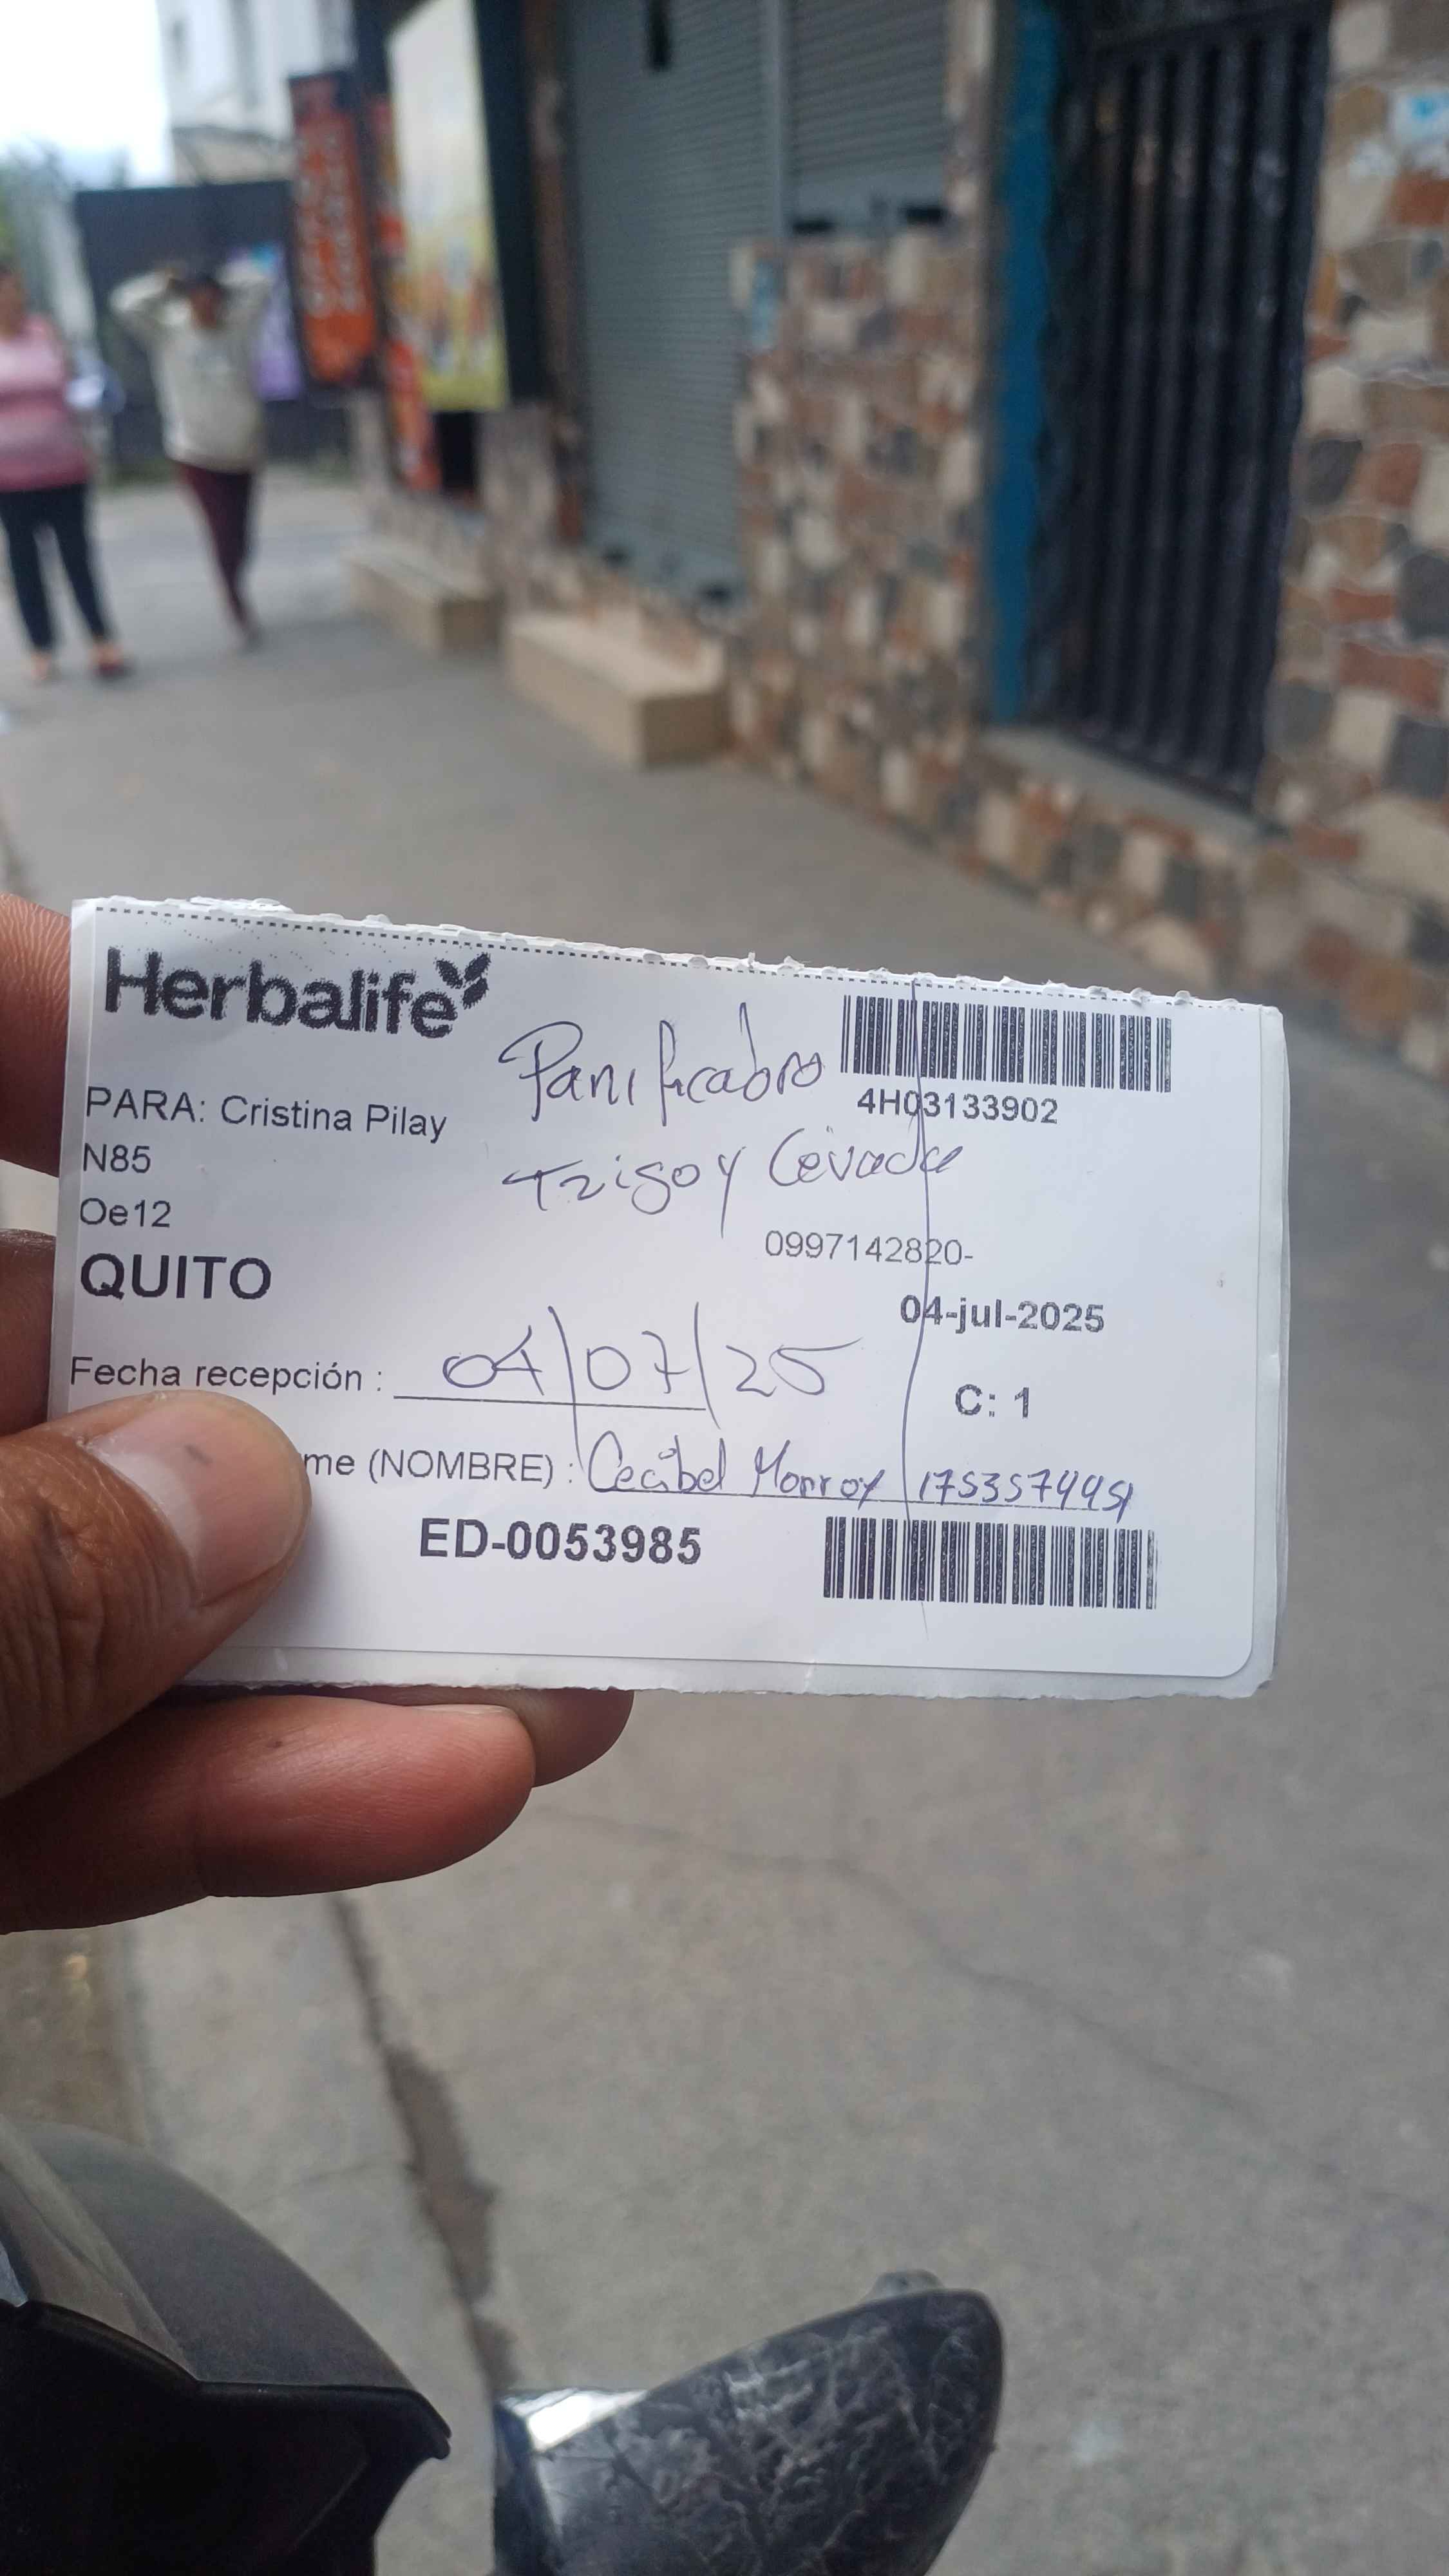 Herbalife
Panificadora
4H03133902
PARA: Cristina Pilay
Trigo y Cevada
N85
Oe12
0997142820-
QUITO
04-jul-2025
Fecha recepción : 04/07/25
C: 1
me (NOMBRE) : Cecibel Monroy
ED-0053985